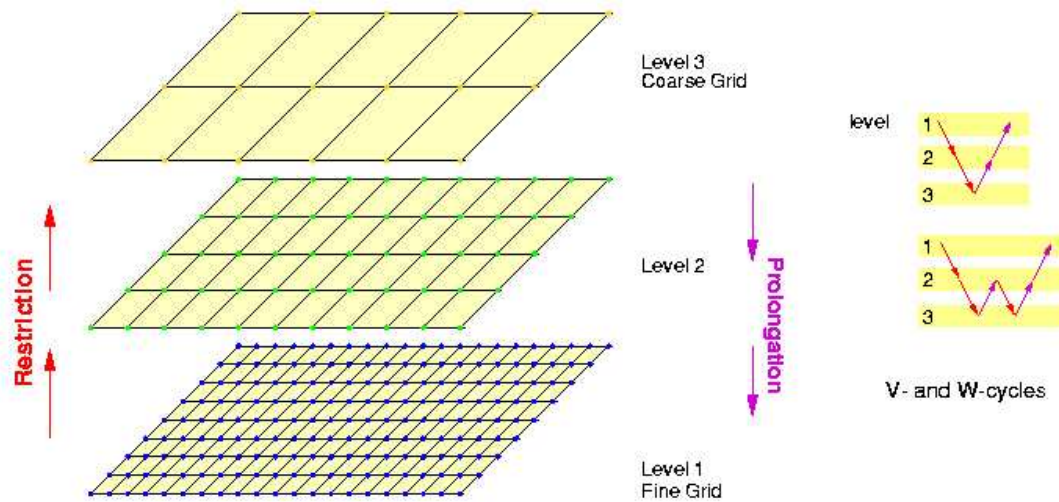 Level 3
Coarse Grid
level
1
2
3
Restriction
Level 2
Prolongation
1
2
3
V- and W-cycles
Level 1
Fine Grid